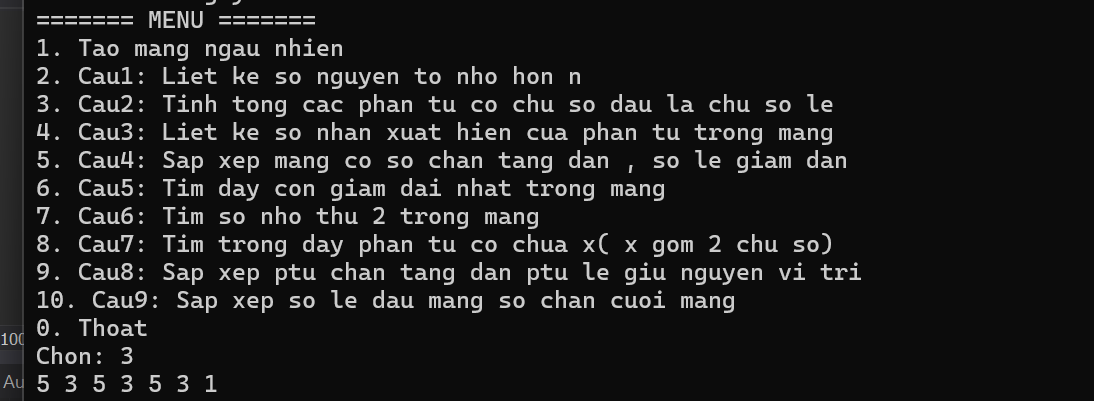 ======= MENU =======
1. Tao mang ngau nhien
2. Cau1: Liet ke so nguyen to nho hon n
3. Cau2: Tinh tong cac phan tu co chu so dau la chu so le
4. Cau3: Liet ke so nhan xuat hien cua phan tu trong mang
5. Cau4: Sap xep mang co so chan tang dan , so le giam dan
6. Cau5: Tim day con giam dai nhat trong mang
7. Cau6: Tim so nho thu 2 trong mang
8. Cau7: Tim trong day phan tu co chua x( x gom 2 chu so)
9. Cau8: Sap xep ptu chan tang dan ptu le giu nguyen vi tri
10. Cau9: Sap xep so le dau mang so chan cuoi mang
0. Thoat
100
Chon: 3
Au
5 3 5 3 5 3 1